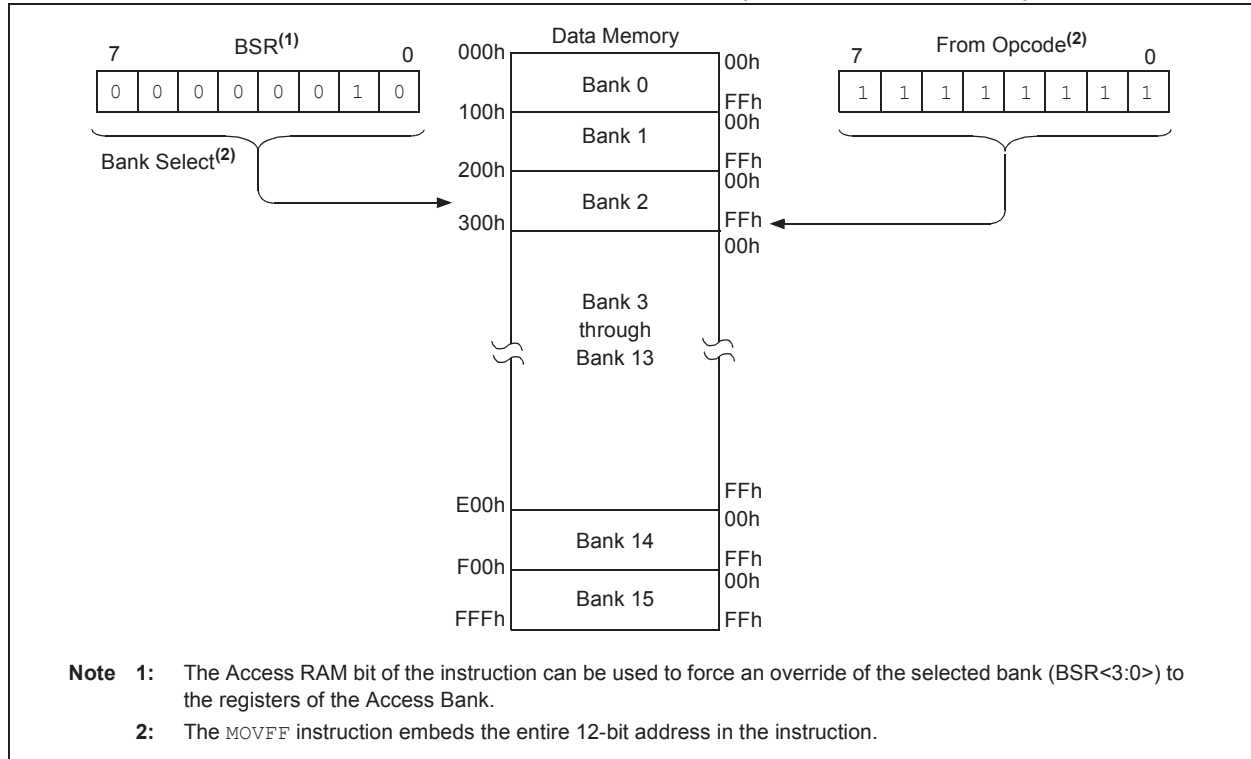 7 BSR(1) 0
0 0 0 0 0 0 1 0
Bank Select(2)
Data Memory
000h
00h
Bank 0
FFh
100h
00h
Bank 1
FFh
200h
00h
Bank 2
FFh
300h
00h
Bank 3
through
Bank 13
FFh
E00h
00h
Bank 14
FFh
F00h
00h
Bank 15
FFFh
FFh
7 From Opcode(2) 0
1 1 1 1 1 1 1 1
Note 1: The Access RAM bit of the instruction can be used to force an override of the selected bank (BSR<3:0>) to
the registers of the Access Bank.
2: The MOVFF instruction embeds the entire 12-bit address in the instruction.